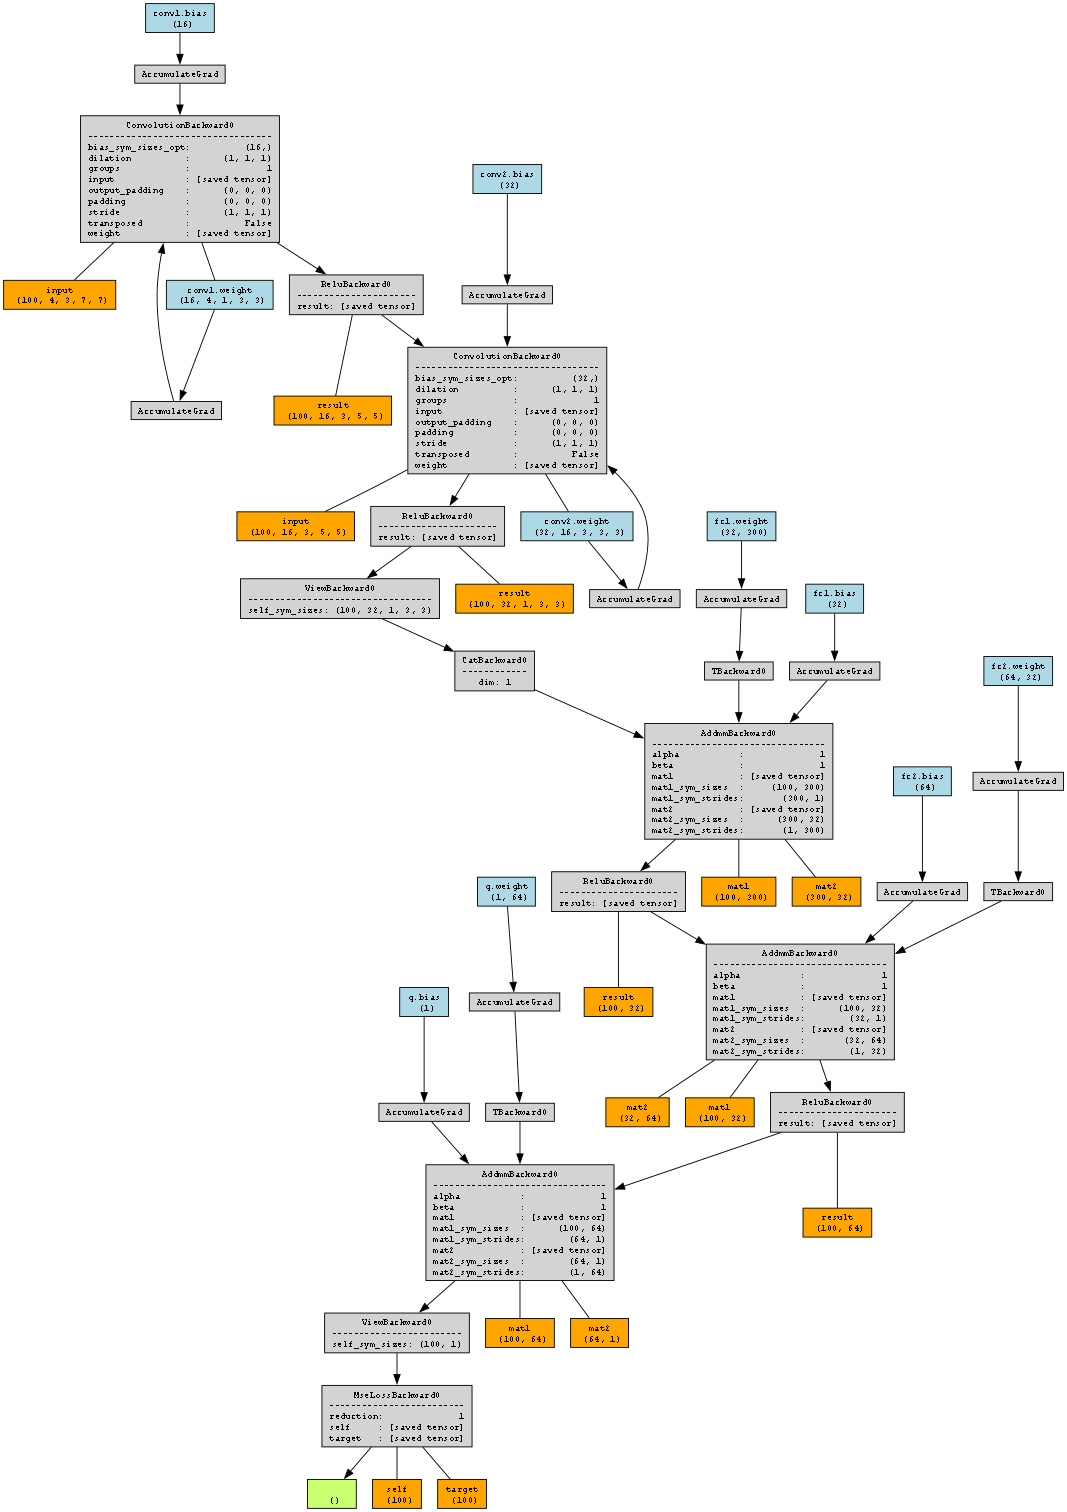 conv1.bias
(16)
AccumulateGrad
ConvolutionBackward0
------------------------------
bias_sym_sizes_opt: (16,)
dilation : (1, 1, 1)
groups : 1
input : [saved tensor]
output_padding : (0, 0, 0)
padding : (0, 0, 0)
stride : (1, 1, 1)
transposed : False
weight : [saved tensor]
conv2.bias
(32)
input
(100, 4, 3, 7, 7)
conv1.weight
(16, 4, 1, 3, 3)
ReluBackward0
--------------------
result: [saved tensor]
AccumulateGrad
AccumulateGrad
result
(100, 16, 3, 5, 5)
ConvolutionBackward0
------------------------------
bias_sym_sizes_opt: (32,)
dilation : (1, 1, 1)
groups : 1
input : [saved tensor]
output_padding : (0, 0, 0)
padding : (0, 0, 0)
stride : (1, 1, 1)
transposed : False
weight : [saved tensor]
input
(100, 16, 3, 5, 5)
ReluBackward0
--------------------
result: [saved tensor]
conv2.weight
(32, 16, 3, 3, 3)
fc1.weight
(32, 300)
ViewBackward0
------------------------------
self_sym_sizes: (100, 32, 1, 3, 3)
result
(100, 32, 1, 3, 3)
AccumulateGrad
AccumulateGrad
fc1.bias
(32)
CatBackward0
-----------
dim: 1
TBackward0
AccumulateGrad
fc2.weight
(64, 32)
AddmmBackward0
------------------------------
alpha : 1
beta : 1
mat1 : [saved tensor]
mat1_sym_sizes : (100, 300)
mat1_sym_strides: (300, 1)
mat2 : [saved tensor]
mat2_sym_sizes : (300, 32)
mat2_sym_strides: (1, 300)
fc2.bias
(64)
AccumulateGrad
g.weight
(1, 64)
ReluBackward0
--------------------
result: [saved tensor]
mat1
(100, 300)
mat2
(300, 32)
AccumulateGrad
TBackward0
g.bias
(1)
AccumulateGrad
result
(100, 32)
AddmmBackward0
------------------------------
alpha : 1
beta : 1
mat1 : [saved tensor]
mat1_sym_sizes : (100, 32)
mat1_sym_strides: (32, 1)
mat2 : [saved tensor]
mat2_sym_sizes : (32, 64)
mat2_sym_strides: (1, 32)
AccumulateGrad
TBackward0
mat2
(32, 64)
mat1
(100, 32)
ReluBackward0
--------------------
result: [saved tensor]
AddmmBackward0
------------------------------
alpha : 1
beta : 1
mat1 : [saved tensor]
mat1_sym_sizes : (100, 64)
mat1_sym_strides: (64, 1)
mat2 : [saved tensor]
mat2_sym_sizes : (64, 1)
mat2_sym_strides: (1, 64)
result
(100, 64)
ViewBackward0
----------------------
self_sym_sizes: (100, 1)
mat1
(100, 64)
mat2
(64, 1)
MseLossBackward0
-----------------------
reduction: 1
self : [saved tensor]
target : [saved tensor]
()
self
(100)
target
(100)